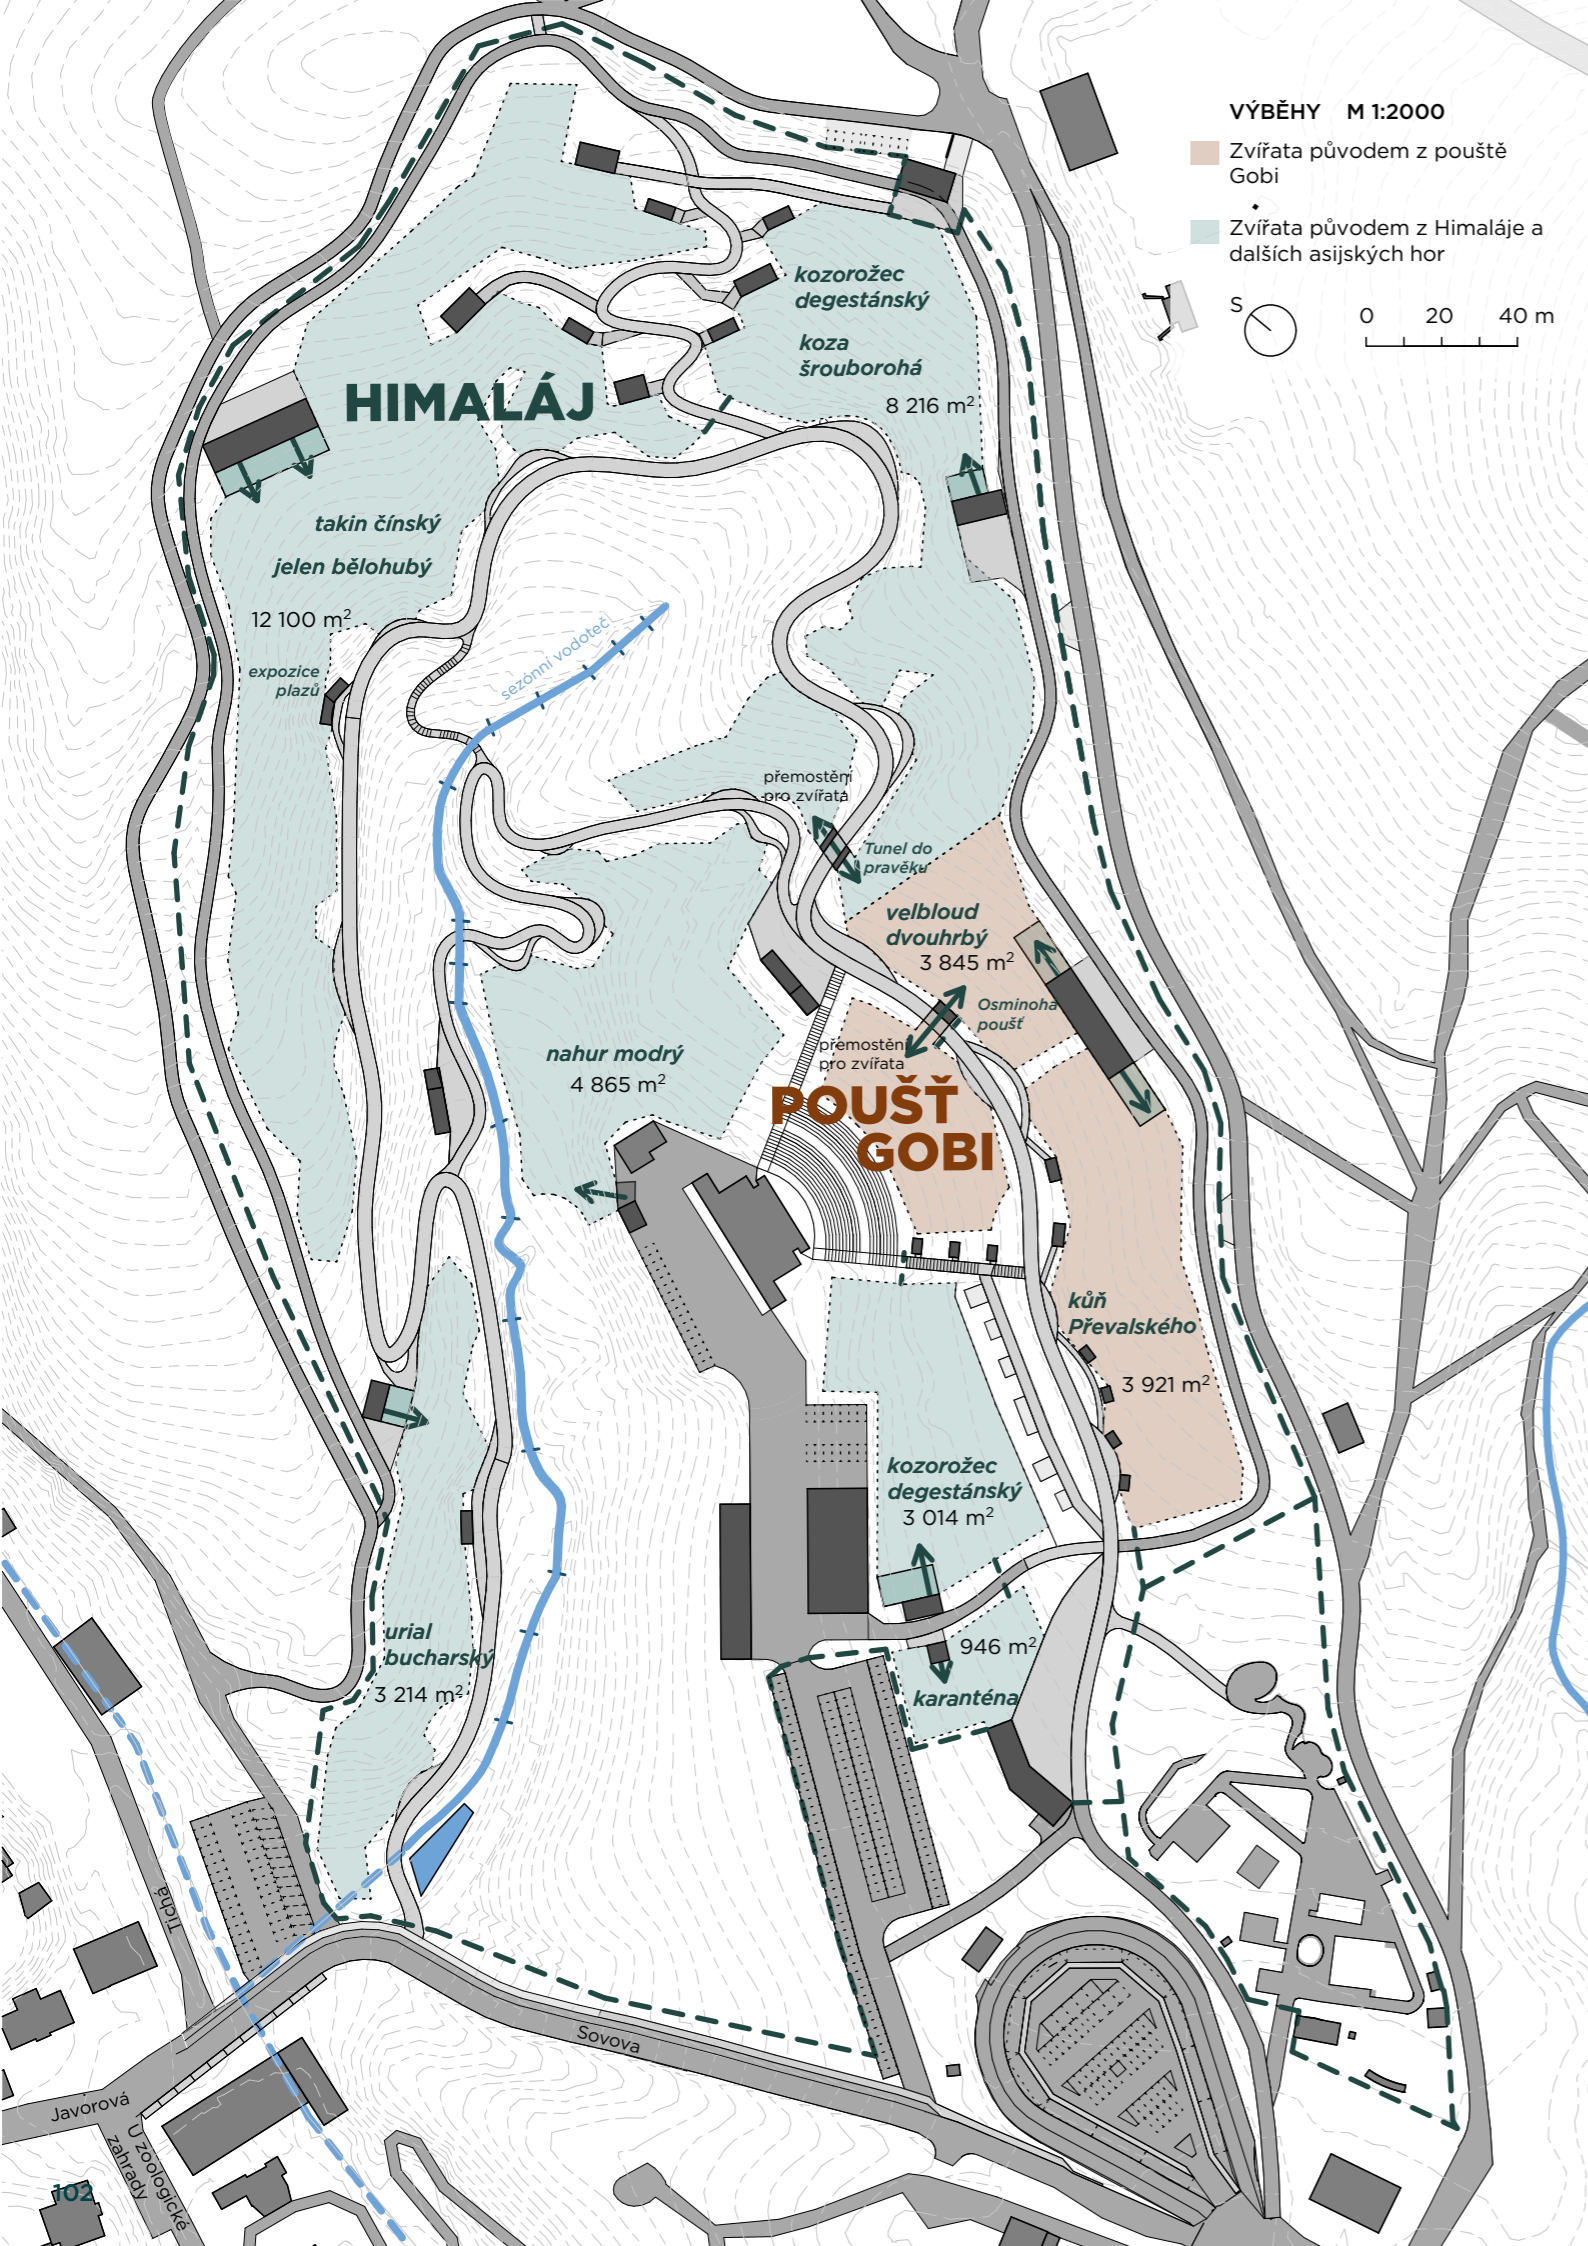 VÝBĚHY M 1:2000
Zvířata původem z pouště
Gobi
Zvířata původem z Himaláje a
dalších asijských hor
S
0 20 40 m
kozorožec
degestánský
koza
šrouborohá
8 216 m²
HIMALÁJ
takin čínský
jelen bělohubý
12 100 m²
expozice
plazů
sezónní vodoteč
přemostění
pro zvířata
Tunel do
pravěku
velbloud
dvouhrbý
3 845 m²
Osminohá
poušť
přemostění
pro zvířata
nahur modrý
4 865 m²
POUŠŤ
GOBI
kůň
Převalského
3 921 m²
kozorožec
degestánský
3 014 m²
urial
bucharský
3 214 m²
946 m²
karanténa
Tichá
Sovova
Javorová
U zoologické
zahrady
102